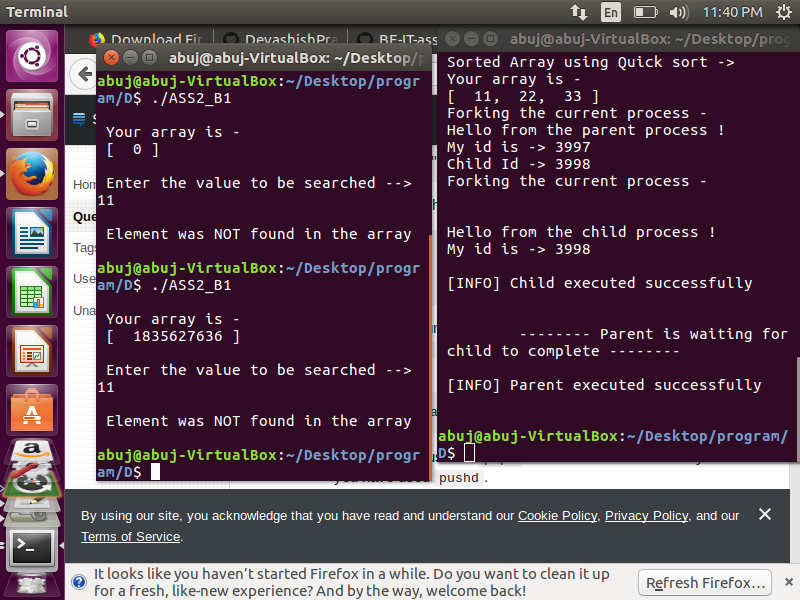 Terminal
En
11:40 PM
Download Fir
DevashishPra
BE-IT-ass
abuj@abuj-VirtualBox: ~/Desktop/p
abuj@abuj-VirtualBox:~/Desktop/progr
am/D$ ./ASS2_B1
Your array is -
[  0 ]
Enter the value to be searched -->
11
Element was NOT found in the array
abuj@abuj-VirtualBox:~/Desktop/progr
am/D$ ./ASS2_B1
Your array is -
[  1835627636 ]
Enter the value to be searched -->
11
Element was NOT found in the array
abuj@abuj-VirtualBox:~/Desktop/progr
am/D$
abuj@abuj-VirtualBox: ~/Desktop/prog
Sorted Array using Quick sort ->
Your array is -
[  11,  22,  33 ]
Forking the current process -
Hello from the parent process !
My id is -> 3997
Child Id -> 3998
Forking the current process -
Hello from the child process !
My id is -> 3998
[INFO] Child executed successfully
-------- Parent is waiting for
child to complete --------
[INFO] Parent executed successfully
abuj@abuj-VirtualBox:~/Desktop/program/
D$
Hom
Que
Tags
Use
Una
pushd .
By using our site, you acknowledge that you have read and understand our Cookie Policy, Privacy Policy, and our
Terms of Service.
It looks like you haven't started Firefox in a while. Do you want to clean it up
for a fresh, like-new experience? And by the way, welcome back!
Refresh Firefox…